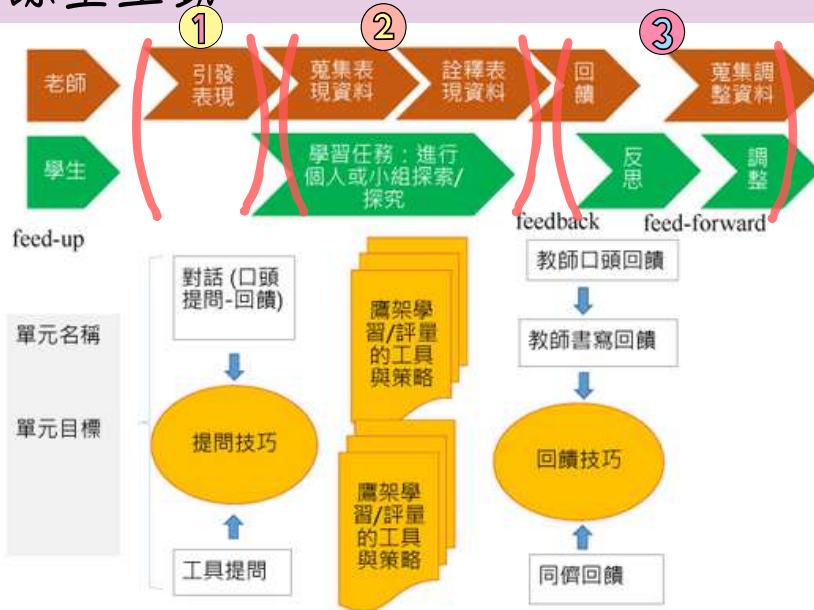 課堂互動
1
2
3
老師
引發
表現
蒐集表
現資料
詮釋表
現資料
回
饋
蒐集調
整資料
學生
學習任務：進行
個人或小組探索/
探究
反
思
調
整
feed-up
feedback
feed-forward
對話 (口頭
提問-回饋)
鷹架學
習/評量
的工具
與策略
教師口頭回饋
單元名稱
教師書寫回饋
單元目標
提問技巧
回饋技巧
鷹架學
習/評量
的工具
與策略
工具提問
同儕回饋